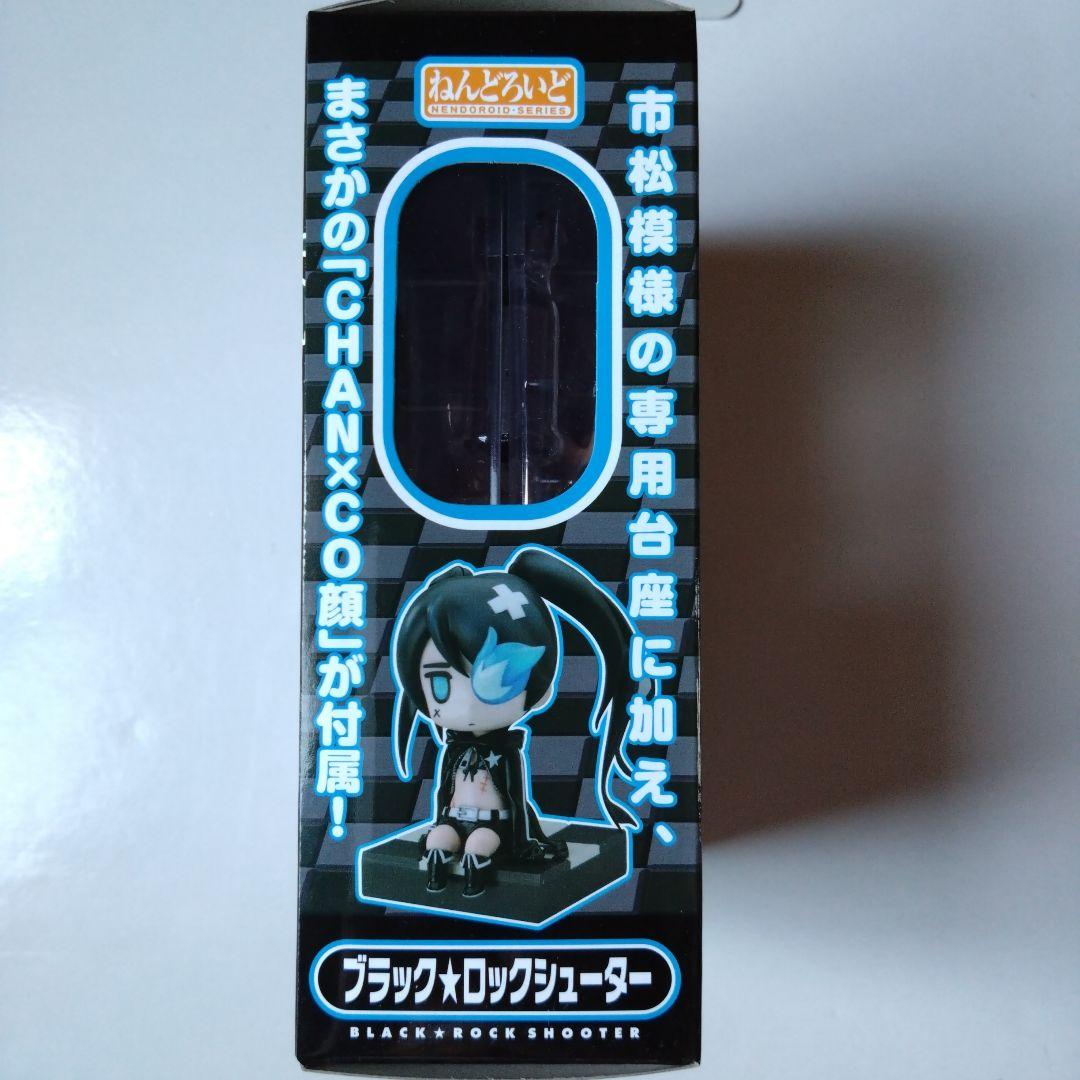 ねんどろいど
NENDOROID・SERIES
市松模様の専用台座に加え、
まさかの「CHAN×CO顔」が付属！
ブラック★ロックシューター
BLACK★ROCK SHOOTER